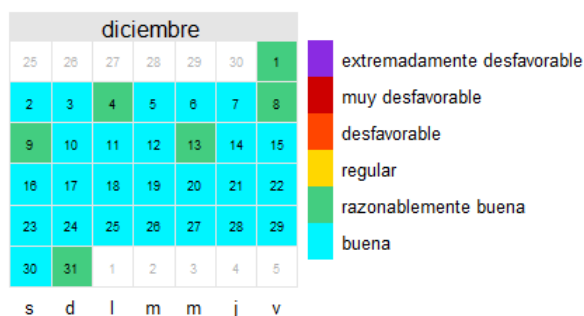 diciembre
25 26 27 28 29 30 1
2 3 4 5 6 7 8
9 10 11 12 13 14 15
16 17 18 19 20 21 22
23 24 25 26 27 28 29
30 31 1 2 3 4 5
s d l m m j v
extremadamente desfavorable
muy desfavorable
desfavorable
regular
razonablemente buena
buena